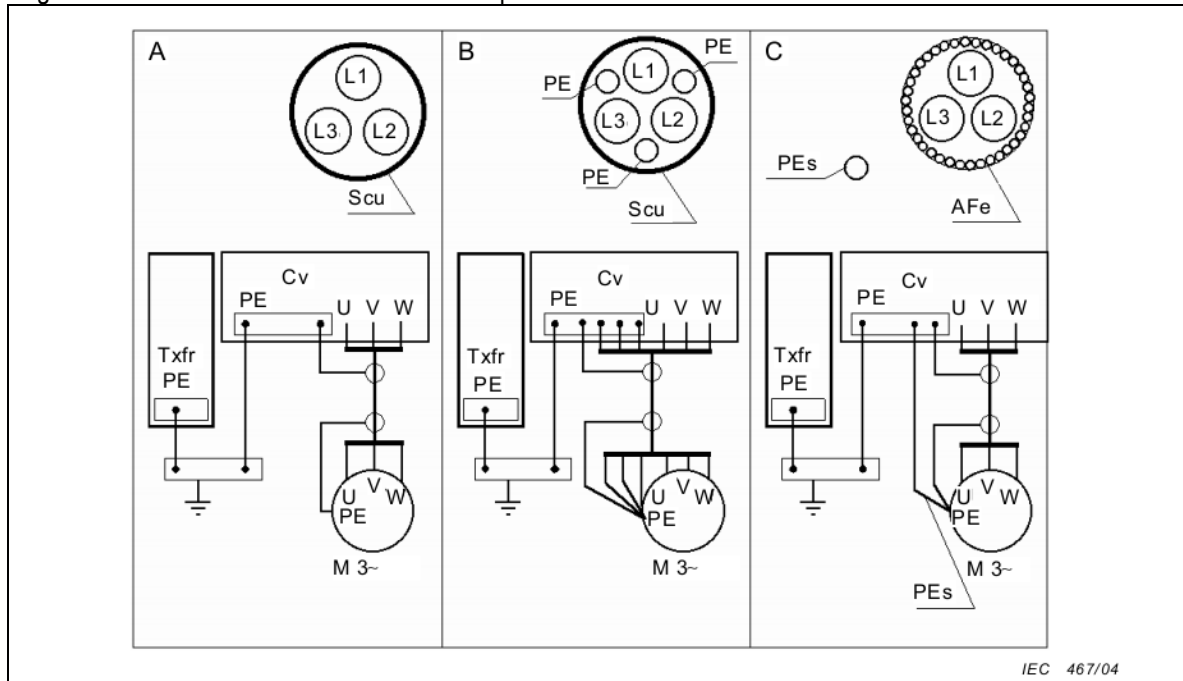 A
L1
L3
L2
Scu
Cv
PE
U V W
Txfr
PE
U V W
PE
M 3~
B
PE
PE
L1
L3
L2
PE
Scu
Cv
PE
U V W
Txfr
PE
U V W
PE
M 3~
C
L1
L3
L2
PEs
AFe
Cv
PE
U V W
Txfr
PE
U V W
PE
M 3~
PEs
IEC 467/04